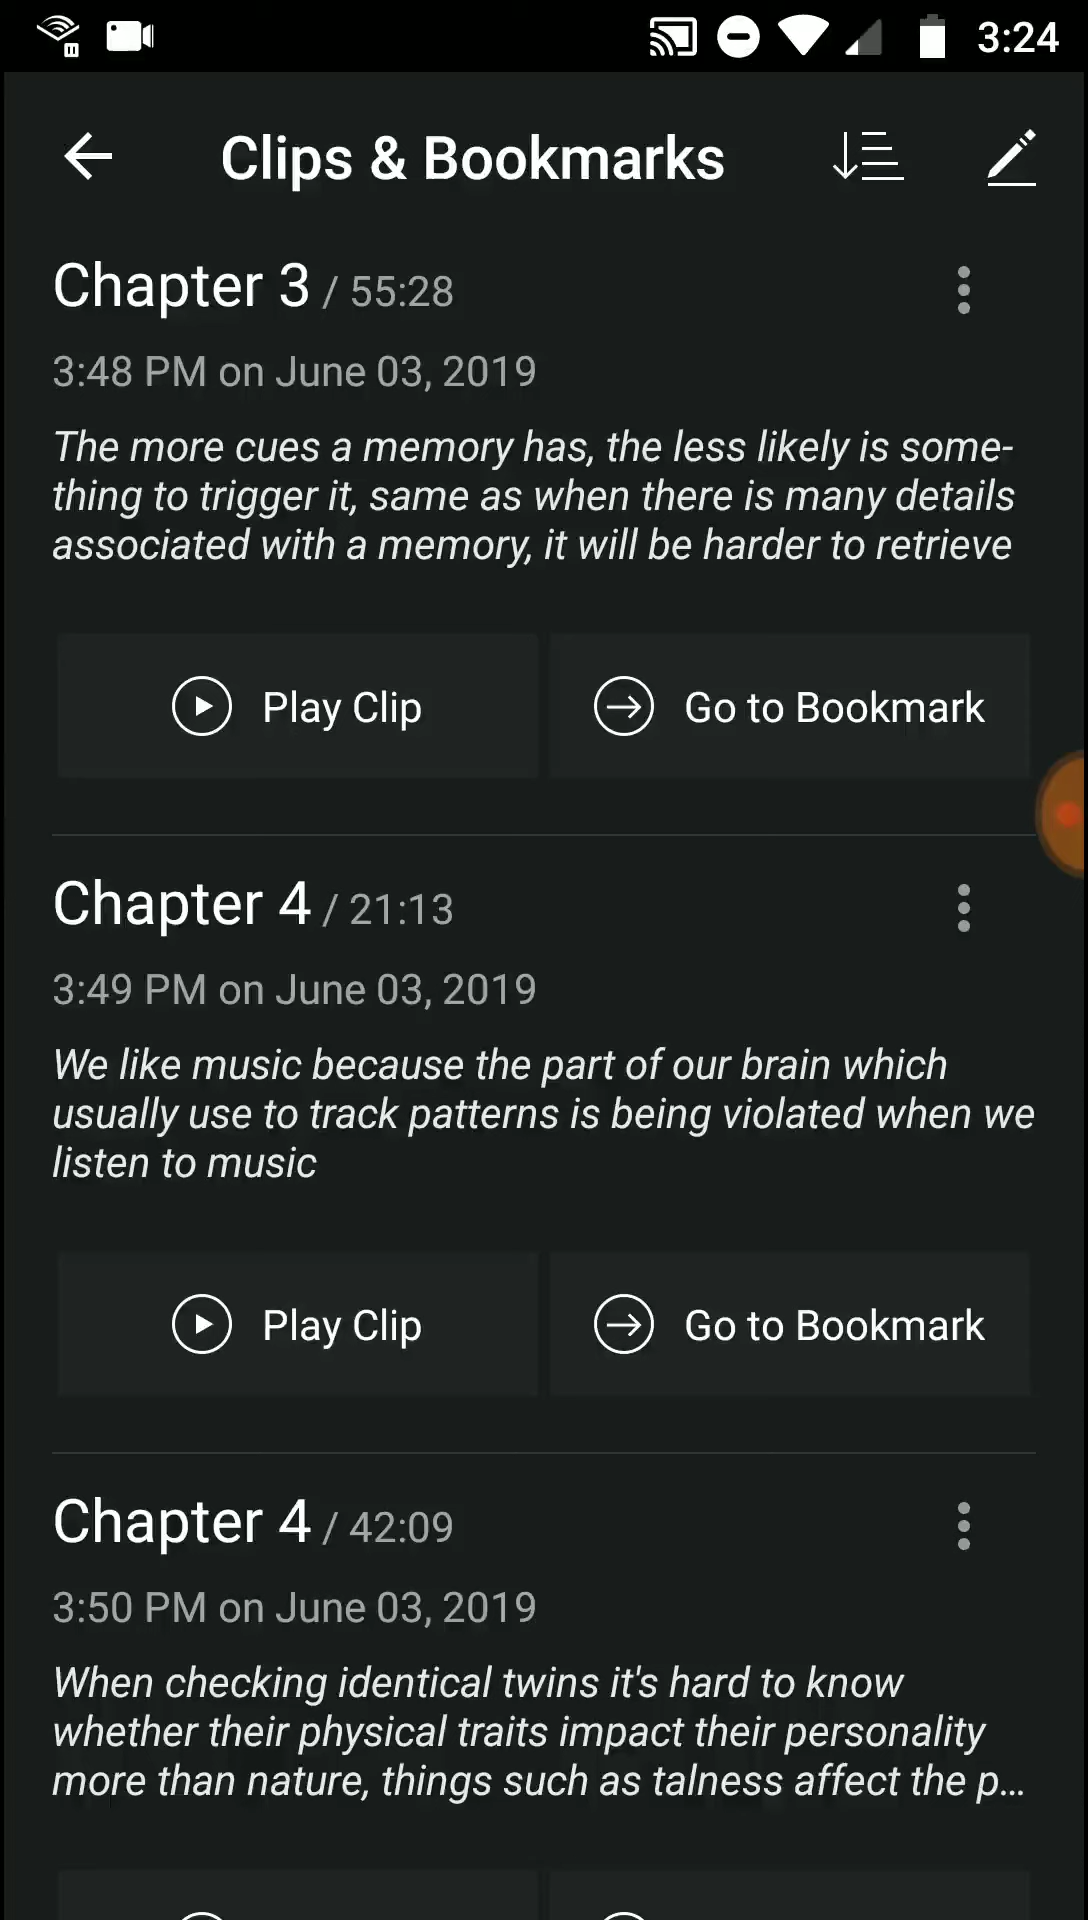 3:24
Clips & Bookmarks
Chapter 3 / 55:28
3:48 PM on June 03, 2019
The more cues a memory has, the less likely is some-
thing to trigger it, same as when there is many details
associated with a memory, it will be harder to retrieve
Play Clip
Go to Bookmark
Chapter 4 / 21:13
3:49 PM on June 03, 2019
We like music because the part of our brain which
usually use to track patterns is being violated when we
listen to music
Play Clip
Go to Bookmark
Chapter 4 / 42:09
3:50 PM on June 03, 2019
When checking identical twins it's hard to know
whether their physical traits impact their personality
more than nature, things such as talness affect the p...